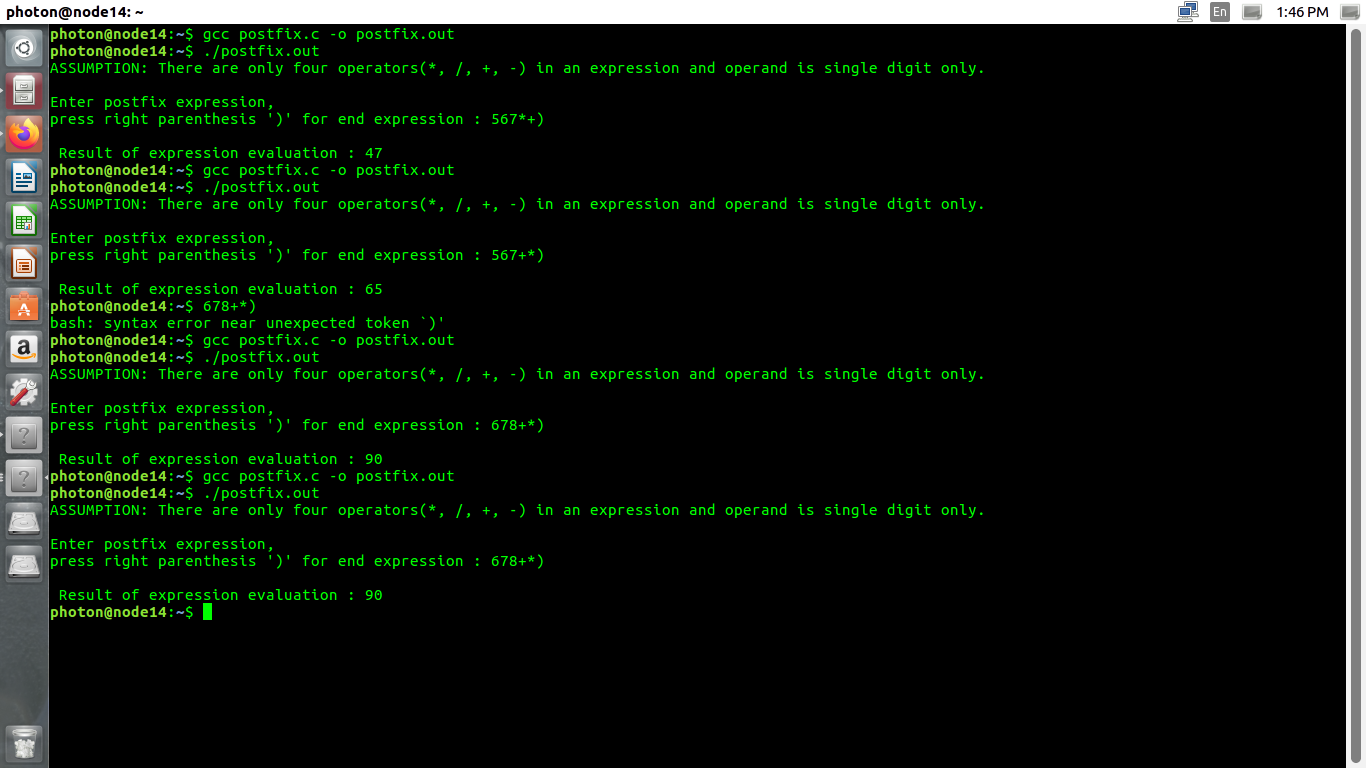 photon@node14: ~
En
1:46 PM
photon@node14:~$ gcc postfix.c -o postfix.out
photon@node14:~$ ./postfix.out
ASSUMPTION: There are only four operators(*, /, +, -) in an expression and operand is single digit only.
Enter postfix expression,
press right parenthesis ')' for end expression : 567*+)
Result of expression evaluation : 47
photon@node14:~$ gcc postfix.c -o postfix.out
photon@node14:~$ ./postfix.out
ASSUMPTION: There are only four operators(*, /, +, -) in an expression and operand is single digit only.
Enter postfix expression,
press right parenthesis ')' for end expression : 567+*)
Result of expression evaluation : 65
photon@node14:~$ 678+*)
bash: syntax error near unexpected token `)'
photon@node14:~$ gcc postfix.c -o postfix.out
photon@node14:~$ ./postfix.out
ASSUMPTION: There are only four operators(*, /, +, -) in an expression and operand is single digit only.
Enter postfix expression,
press right parenthesis ')' for end expression : 678+*)
Result of expression evaluation : 90
photon@node14:~$ gcc postfix.c -o postfix.out
photon@node14:~$ ./postfix.out
ASSUMPTION: There are only four operators(*, /, +, -) in an expression and operand is single digit only.
Enter postfix expression,
press right parenthesis ')' for end expression : 678+*)
Result of expression evaluation : 90
photon@node14:~$